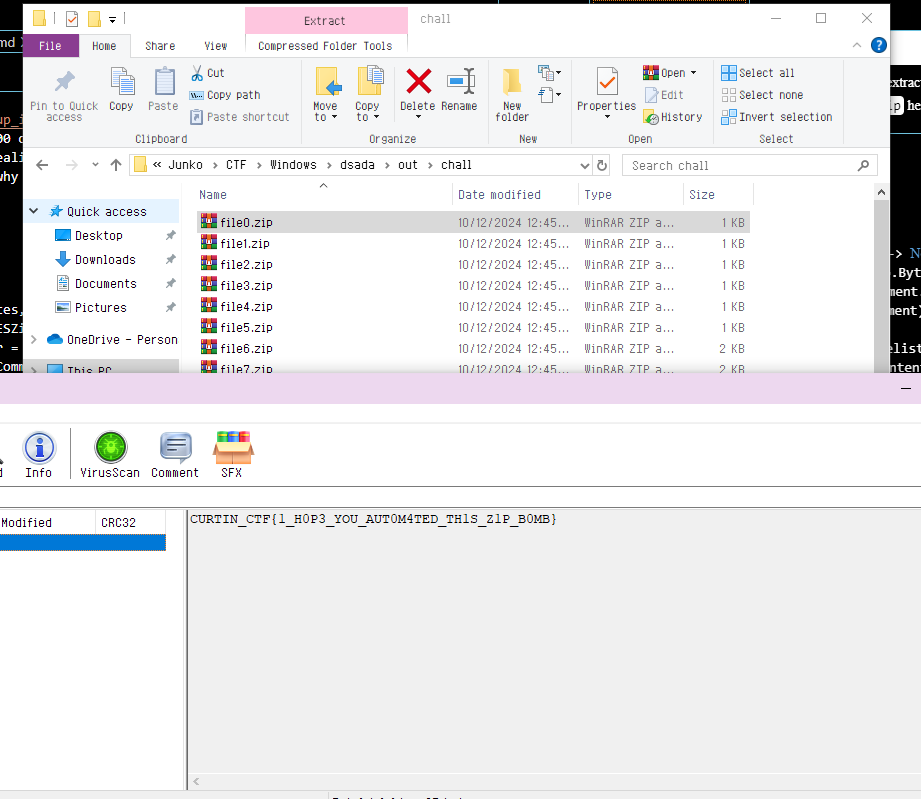 Extract
chall
File
Home
Share
View
Compressed Folder Tools
Pin to Quick access
Copy
Paste
Cut
Copy path
Paste shortcut
Clipboard
Move to
Copy to
Delete
Rename
Organize
New folder
New
Properties
Open
Edit
History
Open
Select all
Select none
Invert selection
Select
« Junko > CTF > Windows > dsada > out > chall
Search chall
Name
Date modified
Type
Size
Quick access
Desktop
Downloads
Documents
Pictures
OneDrive - Person
This PC
file0.zip 10/12/2024 12:45... WinRAR ZIP a... 1 KB
file1.zip 10/12/2024 12:45... WinRAR ZIP a... 1 KB
file2.zip 10/12/2024 12:45... WinRAR ZIP a... 1 KB
file3.zip 10/12/2024 12:45... WinRAR ZIP a... 1 KB
file4.zip 10/12/2024 12:45... WinRAR ZIP a... 1 KB
file5.zip 10/12/2024 12:45... WinRAR ZIP a... 1 KB
file6.zip 10/12/2024 12:45... WinRAR ZIP a... 2 KB
file7.zip 10/12/2024 12:45... WinRAR ZIP a... 2 KB
Info
VirusScan
Comment
SFX
Modified
CRC32
CURTIN_CTF{1_H0P3_YOU_AUT0M4TED_TH1S_Z1P_B0MB}